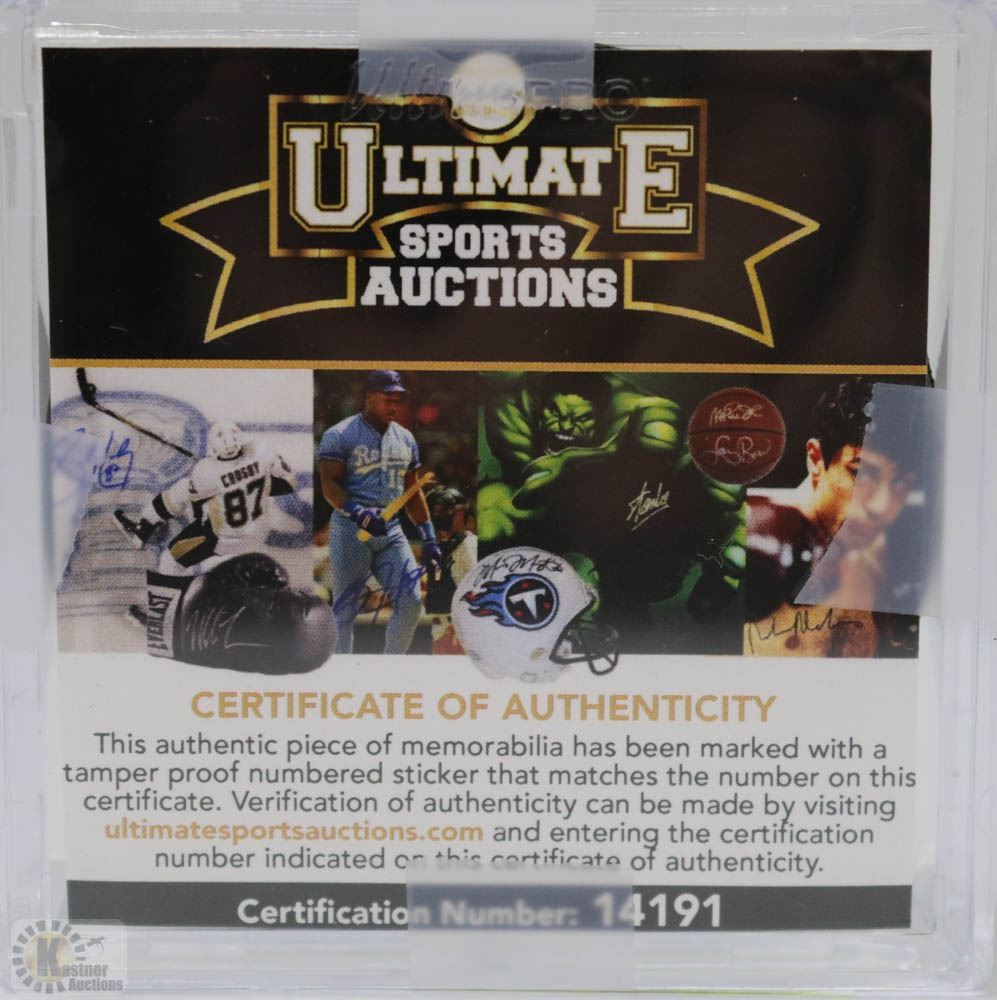 UltraPRO
ULTIMATE
SPORTS
AUCTIONS
CROSBY
87
Royals
EVERLAST
CERTIFICATE OF AUTHENTICITY
This authentic piece of memorabilia has been marked with a
tamper proof numbered sticker that matches the number on this
certificate. Verification of authenticity can be made by visiting
ultimatesportsauctions.com and entering the certification
number indicated on this certificate of authenticity.
Certification Number: 14191
Kastner
Auctions